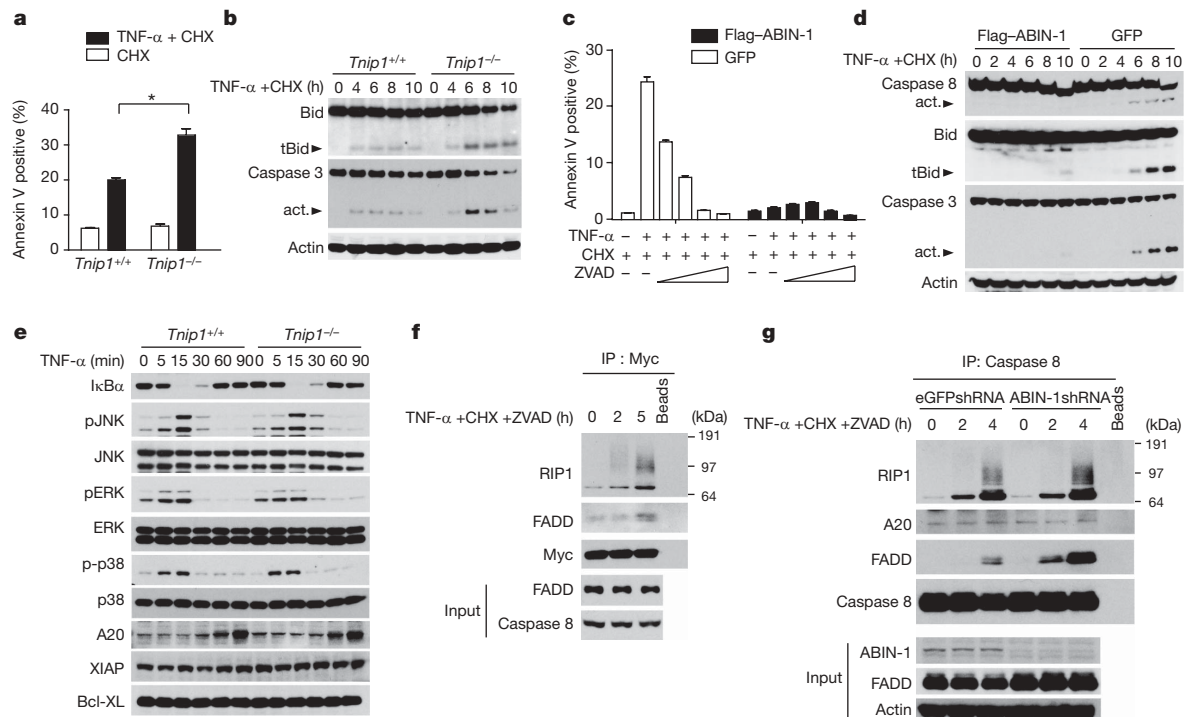 a
TNF-α + CHX
CHX
*
Annexin V positive (%)
40
30
20
10
0
Tnip1+/+ Tnip1–/–
b
Tnip1+/+ Tnip1–/–
TNF-α +CHX (h) 0 4 6 8 10 0 4 6 8 10
Bid
tBid
Caspase 3
act.
Actin
c
Flag–ABIN-1
GFP
Annexin V positive (%)
30
20
10
0
TNF-α – + + + + + – + + + + +
CHX + + + + + + + + + + + +
ZVAD – – – –
d
Flag–ABIN-1 GFP
TNF-α +CHX (h) 0 2 4 6 8 10 0 2 4 6 8 10
Caspase 8
act.
Bid
tBid
Caspase 3
act.
Actin
e
Tnip1+/+ Tnip1–/–
TNF-α (min) 0 5 15 30 60 90 0 5 15 30 60 90
IκBα
pJNK
JNK
pERK
ERK
p-p38
p38
A20
XIAP
Bcl-XL
f
IP : Myc
TNF-α +CHX +ZVAD (h) 0 2 5 Beads (kDa)
191
RIP1 97
64
FADD
Myc
FADD
Input
Caspase 8
g
IP: Caspase 8
eGFPshRNA ABIN-1shRNA
TNF-α +CHX +ZVAD (h) 0 2 4 0 2 4 Beads (kDa)
191
RIP1 97
64
A20
FADD
Caspase 8
ABIN-1
Input FADD
Actin